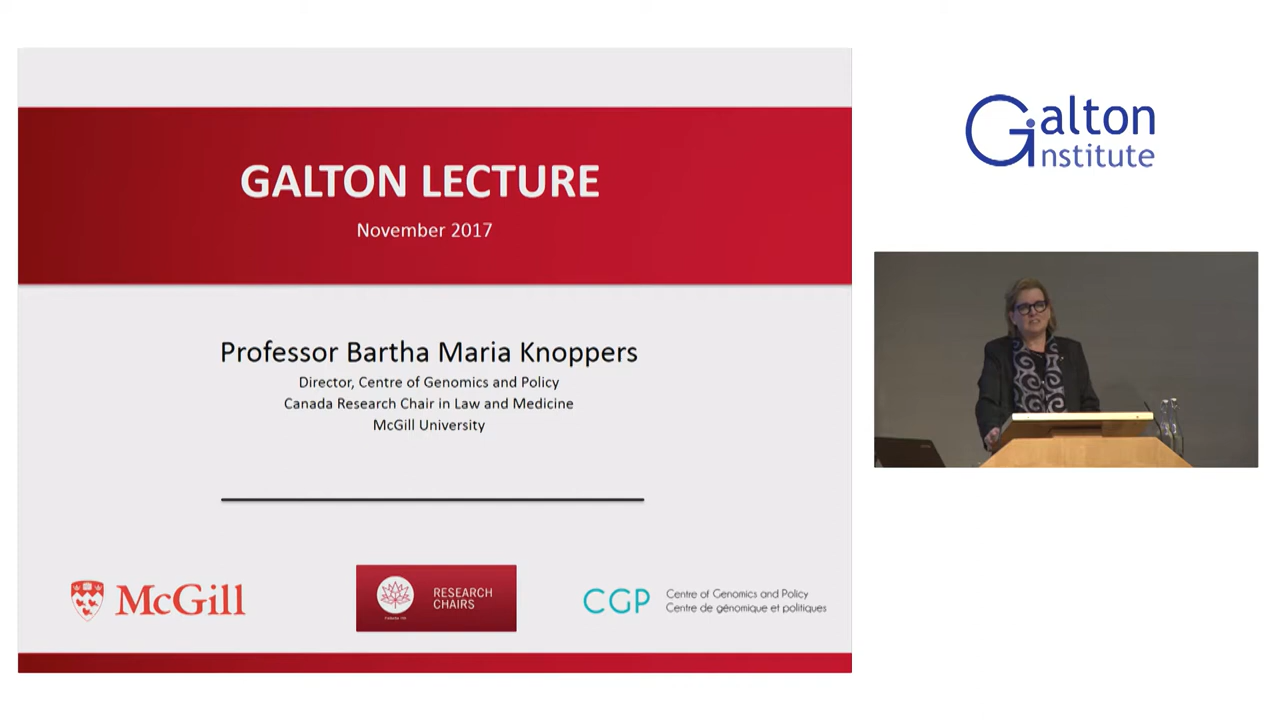 GALTON LECTURE
November 2017
Professor Bartha Maria Knoppers
Director, Centre of Genomics and Policy
Canada Research Chair in Law and Medicine
McGill University
McGill
RESEARCH
CHAIRS
CGP
Centre of Genomics and Policy
Centre de génomique et politiques
Galton
institute